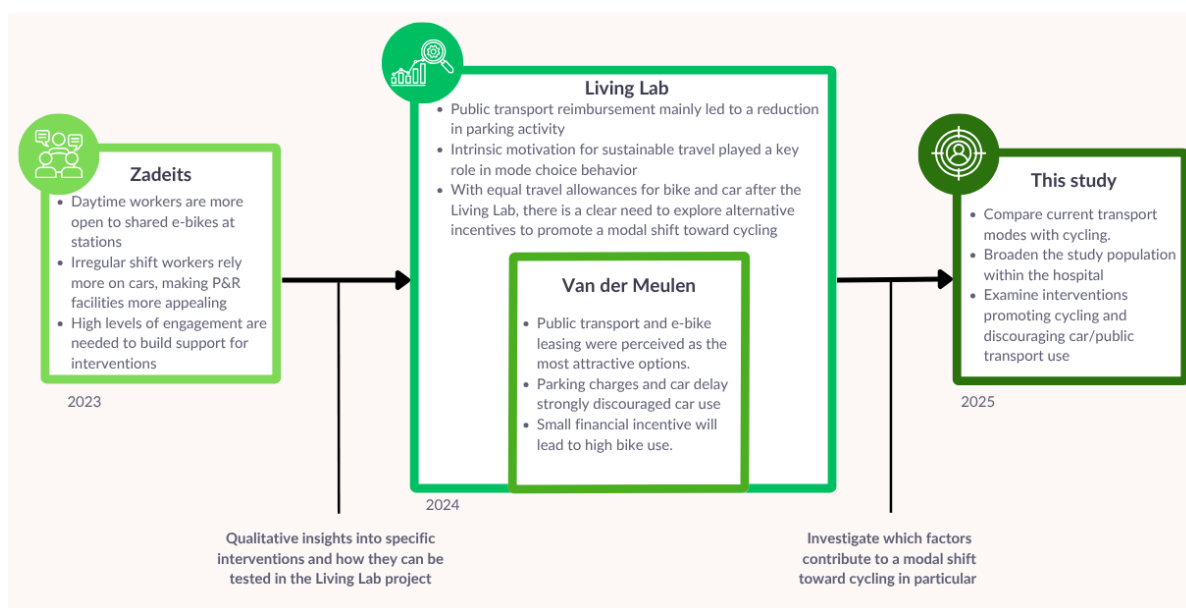 Zadeits
• Daytime workers are more
open to shared e-bikes at
stations
• Irregular shift workers rely
more on cars, making P&R
facilities more appealing
• High levels of engagement are
needed to build support for
interventions
2023
Living Lab
• Public transport reimbursement mainly led to a reduction
in parking activity
• Intrinsic motivation for sustainable travel played a key
role in mode choice behavior
• With equal travel allowances for bike and car after the
Living Lab, there is a clear need to explore alternative
incentives to promote a modal shift toward cycling
Van der Meulen
• Public transport and e-bike
leasing were perceived as the
most attractive options.
• Parking charges and car delay
strongly discouraged car use
• Small financial incentive will
lead to high bike use.
2024
This study
• Compare current transport
modes with cycling.
• Broaden the study population
within the hospital
• Examine interventions
promoting cycling and
discouraging car/public
transport use
2025
Qualitative insights into specific
interventions and how they can be
tested in the Living Lab project
Investigate which factors
contribute to a modal shift
toward cycling in particular